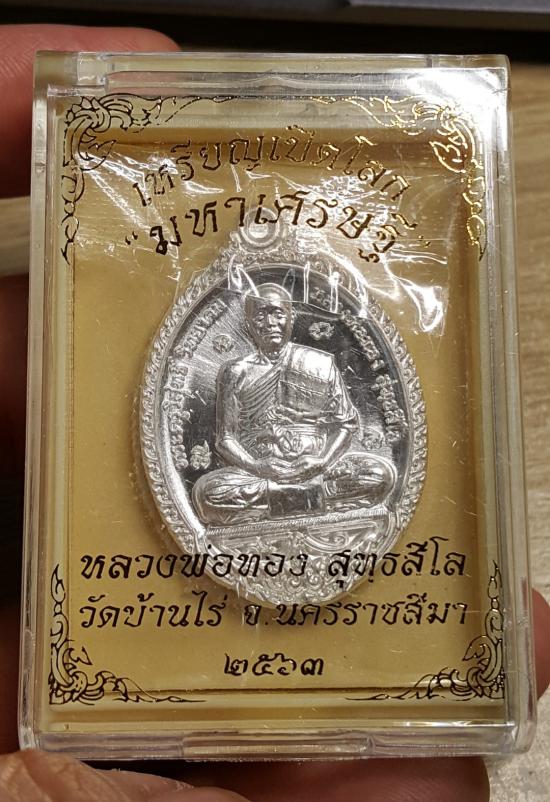 เหรียญเปิดโลก
"มหาเศรษฐี"
หลวงพ่อทอง สุทฺธสีโล
วัดบ้านไร่ จ.นครราชสีมา
๒๕๖๓